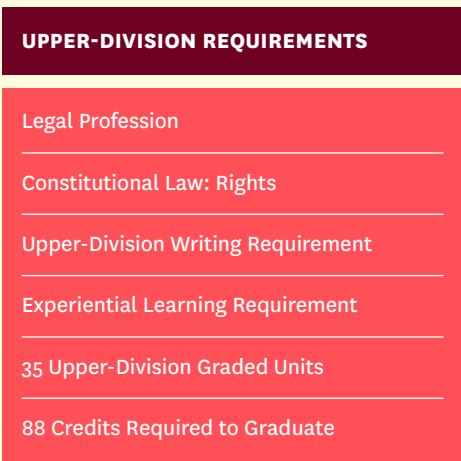 UPPER-DIVISION REQUIREMENTS
Legal Profession
Constitutional Law: Rights
Upper-Division Writing Requirement
Experiential Learning Requirement
35 Upper-Division Graded Units
88 Credits Required to Graduate